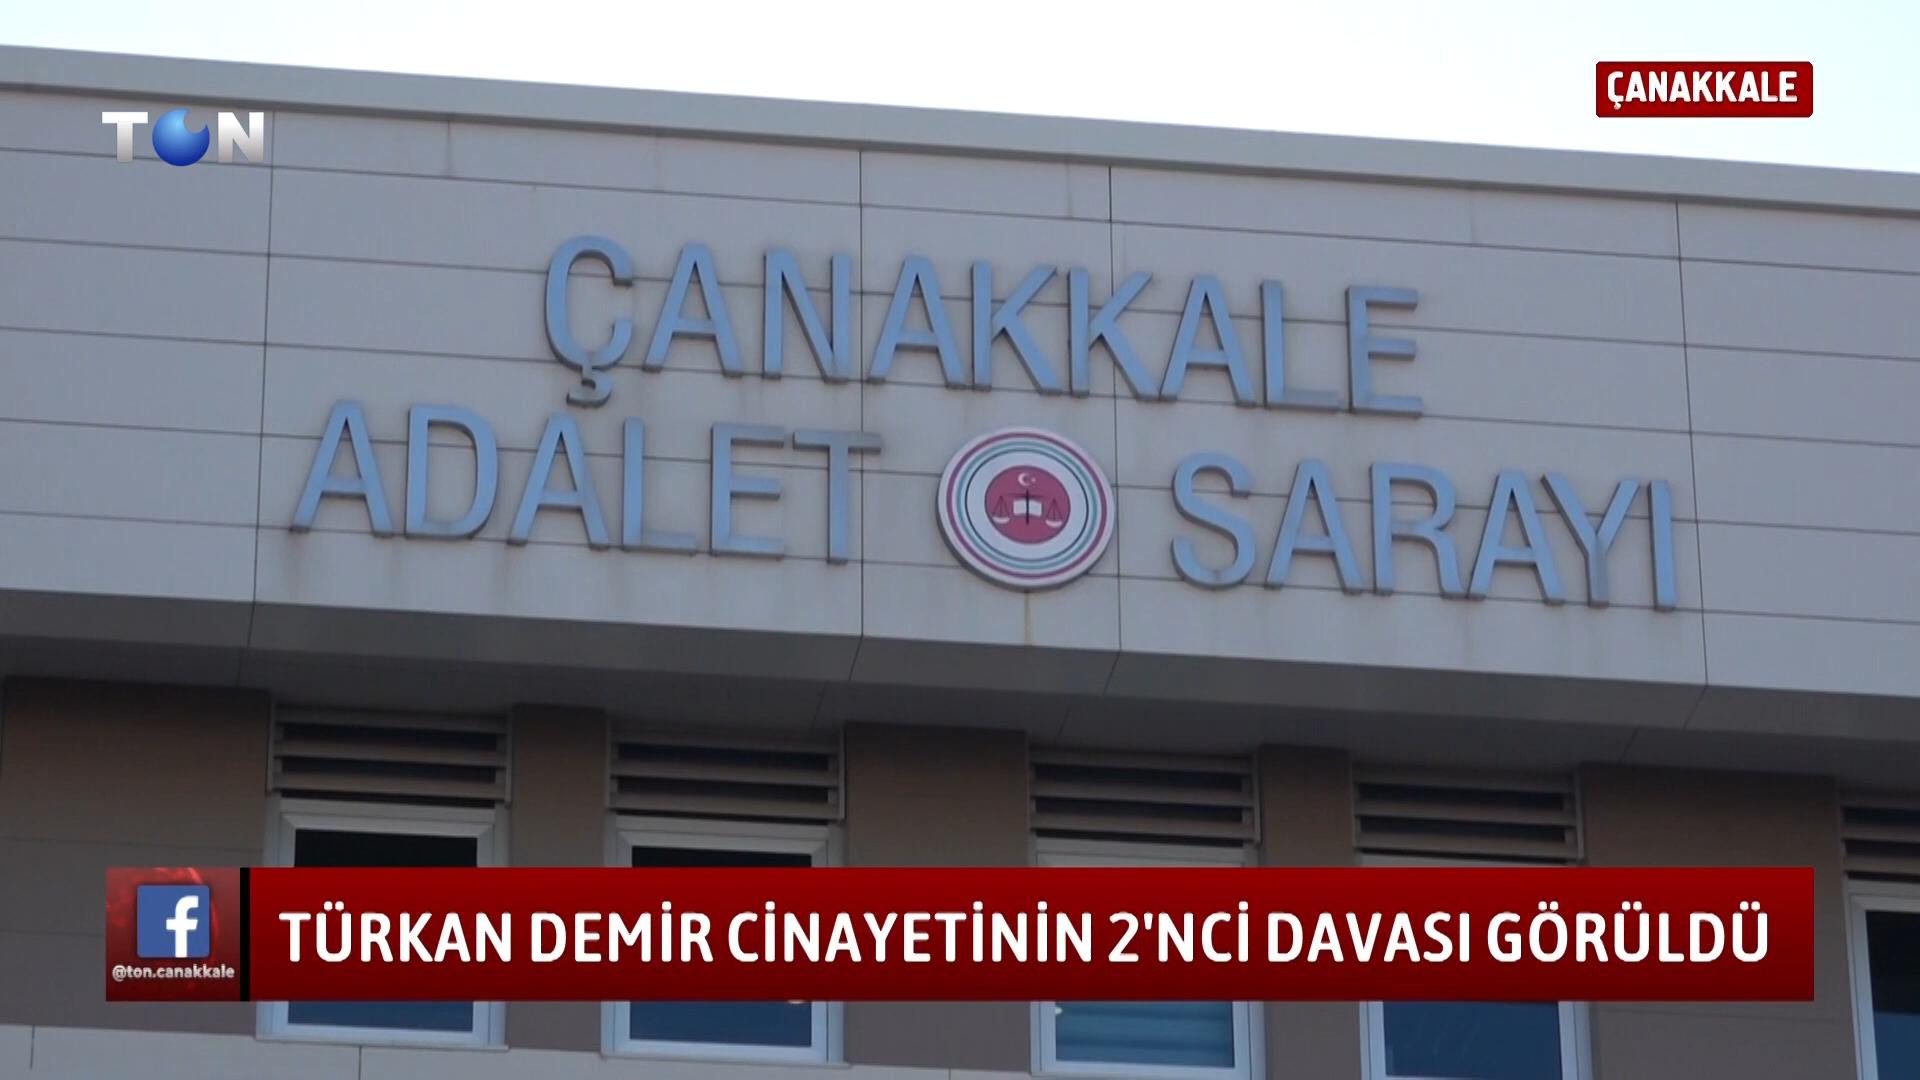 ÇANAKKALE
TON
ÇANAKKALE
ADALET SARAYI
TÜRKAN DEMİR CİNAYETİNİN 2'NCİ DAVASI GÖRÜLDÜ
@ton.canakkale